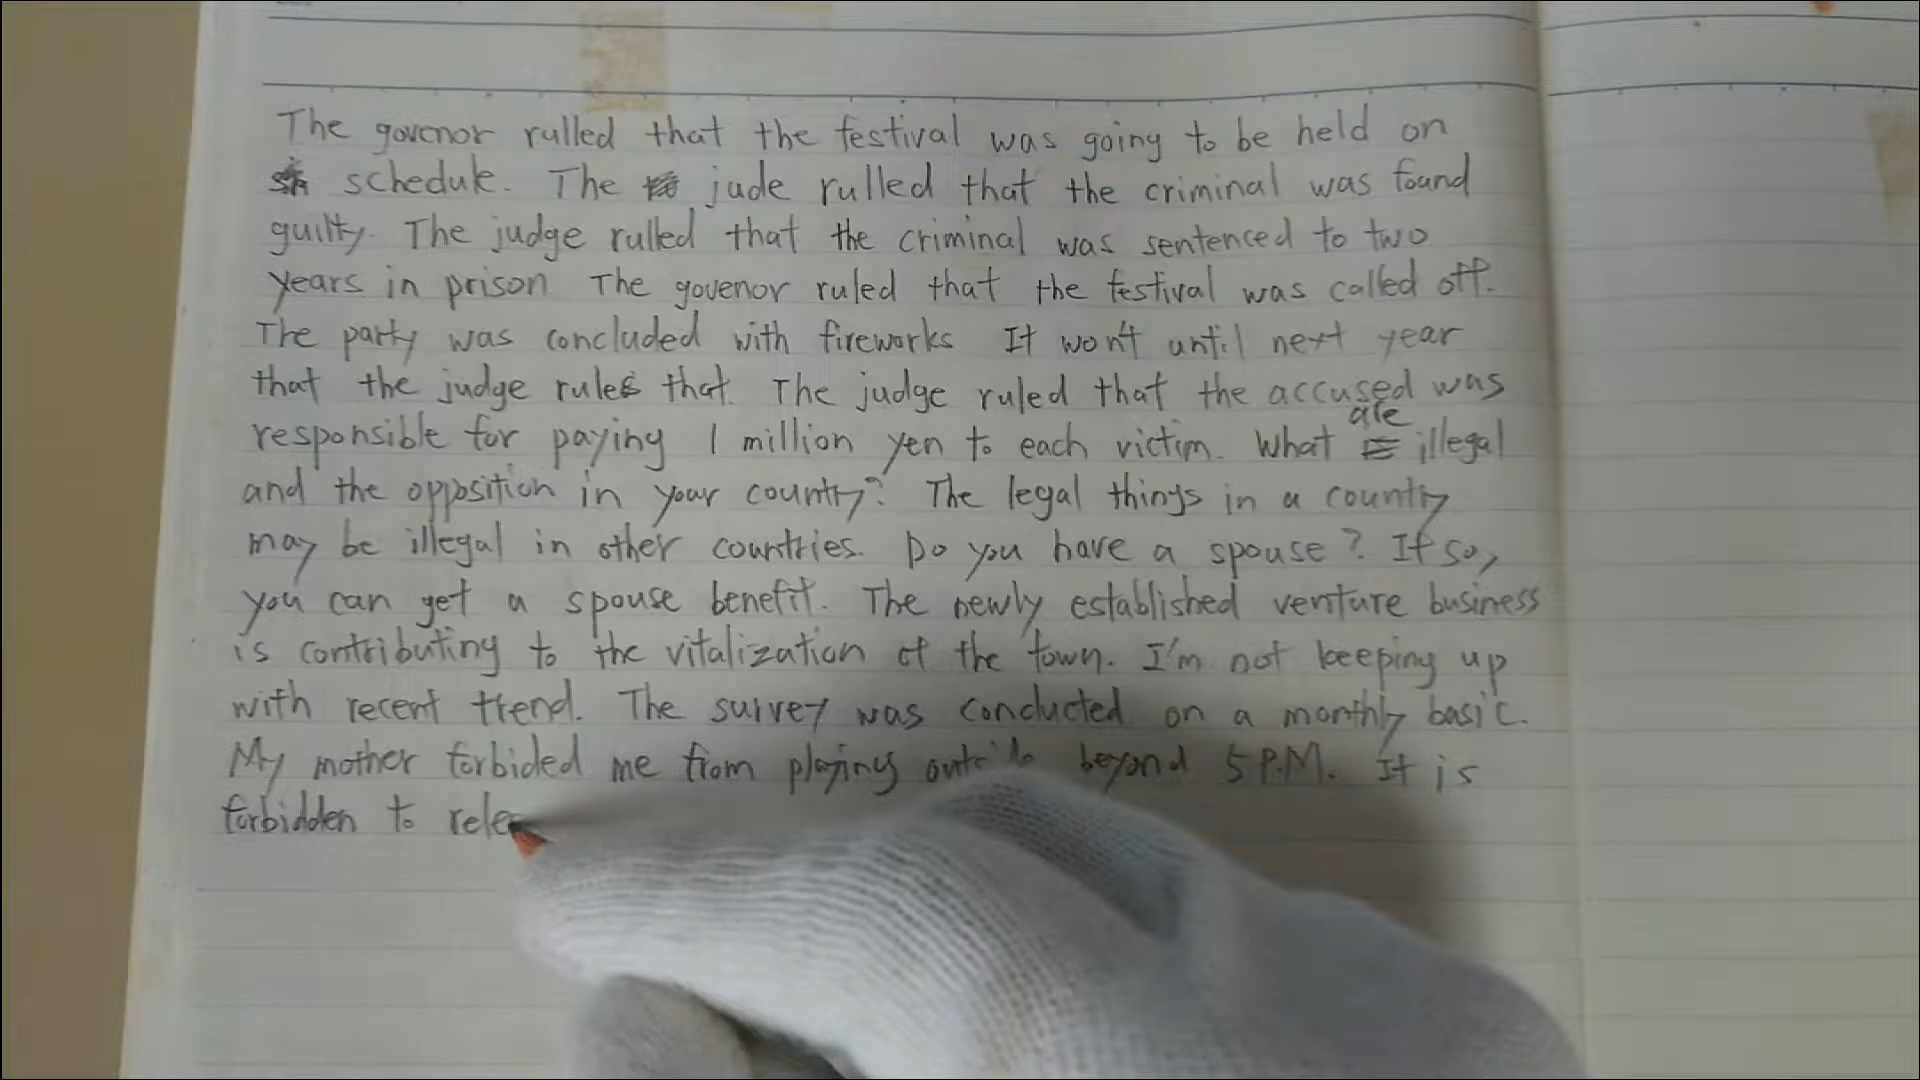 The govenor rulled that the festival was going to be held on
schedule. The jude rulled that the criminal was found
guilty. The judge rulled that the criminal was sentenced to two
years in prison The govenor ruled that the festival was called off.
The party was concluded with fireworks It won't until next year
that the judge rules that. The judge ruled that the accused was
responsible for paying 1 million yen to each victim. What are illegal
and the opposition in your country? The legal things in a country
may be illegal in other countries. Do you have a spouse? If so,
you can get a spouse benefit. The newly established venture business
is contributing to the vitalization of the town. I'm not keeping up
with recent trend. The survey was conducted on a monthly basic.
My mother forbided me from playing beyond 5 P.M. It is
forbidden to